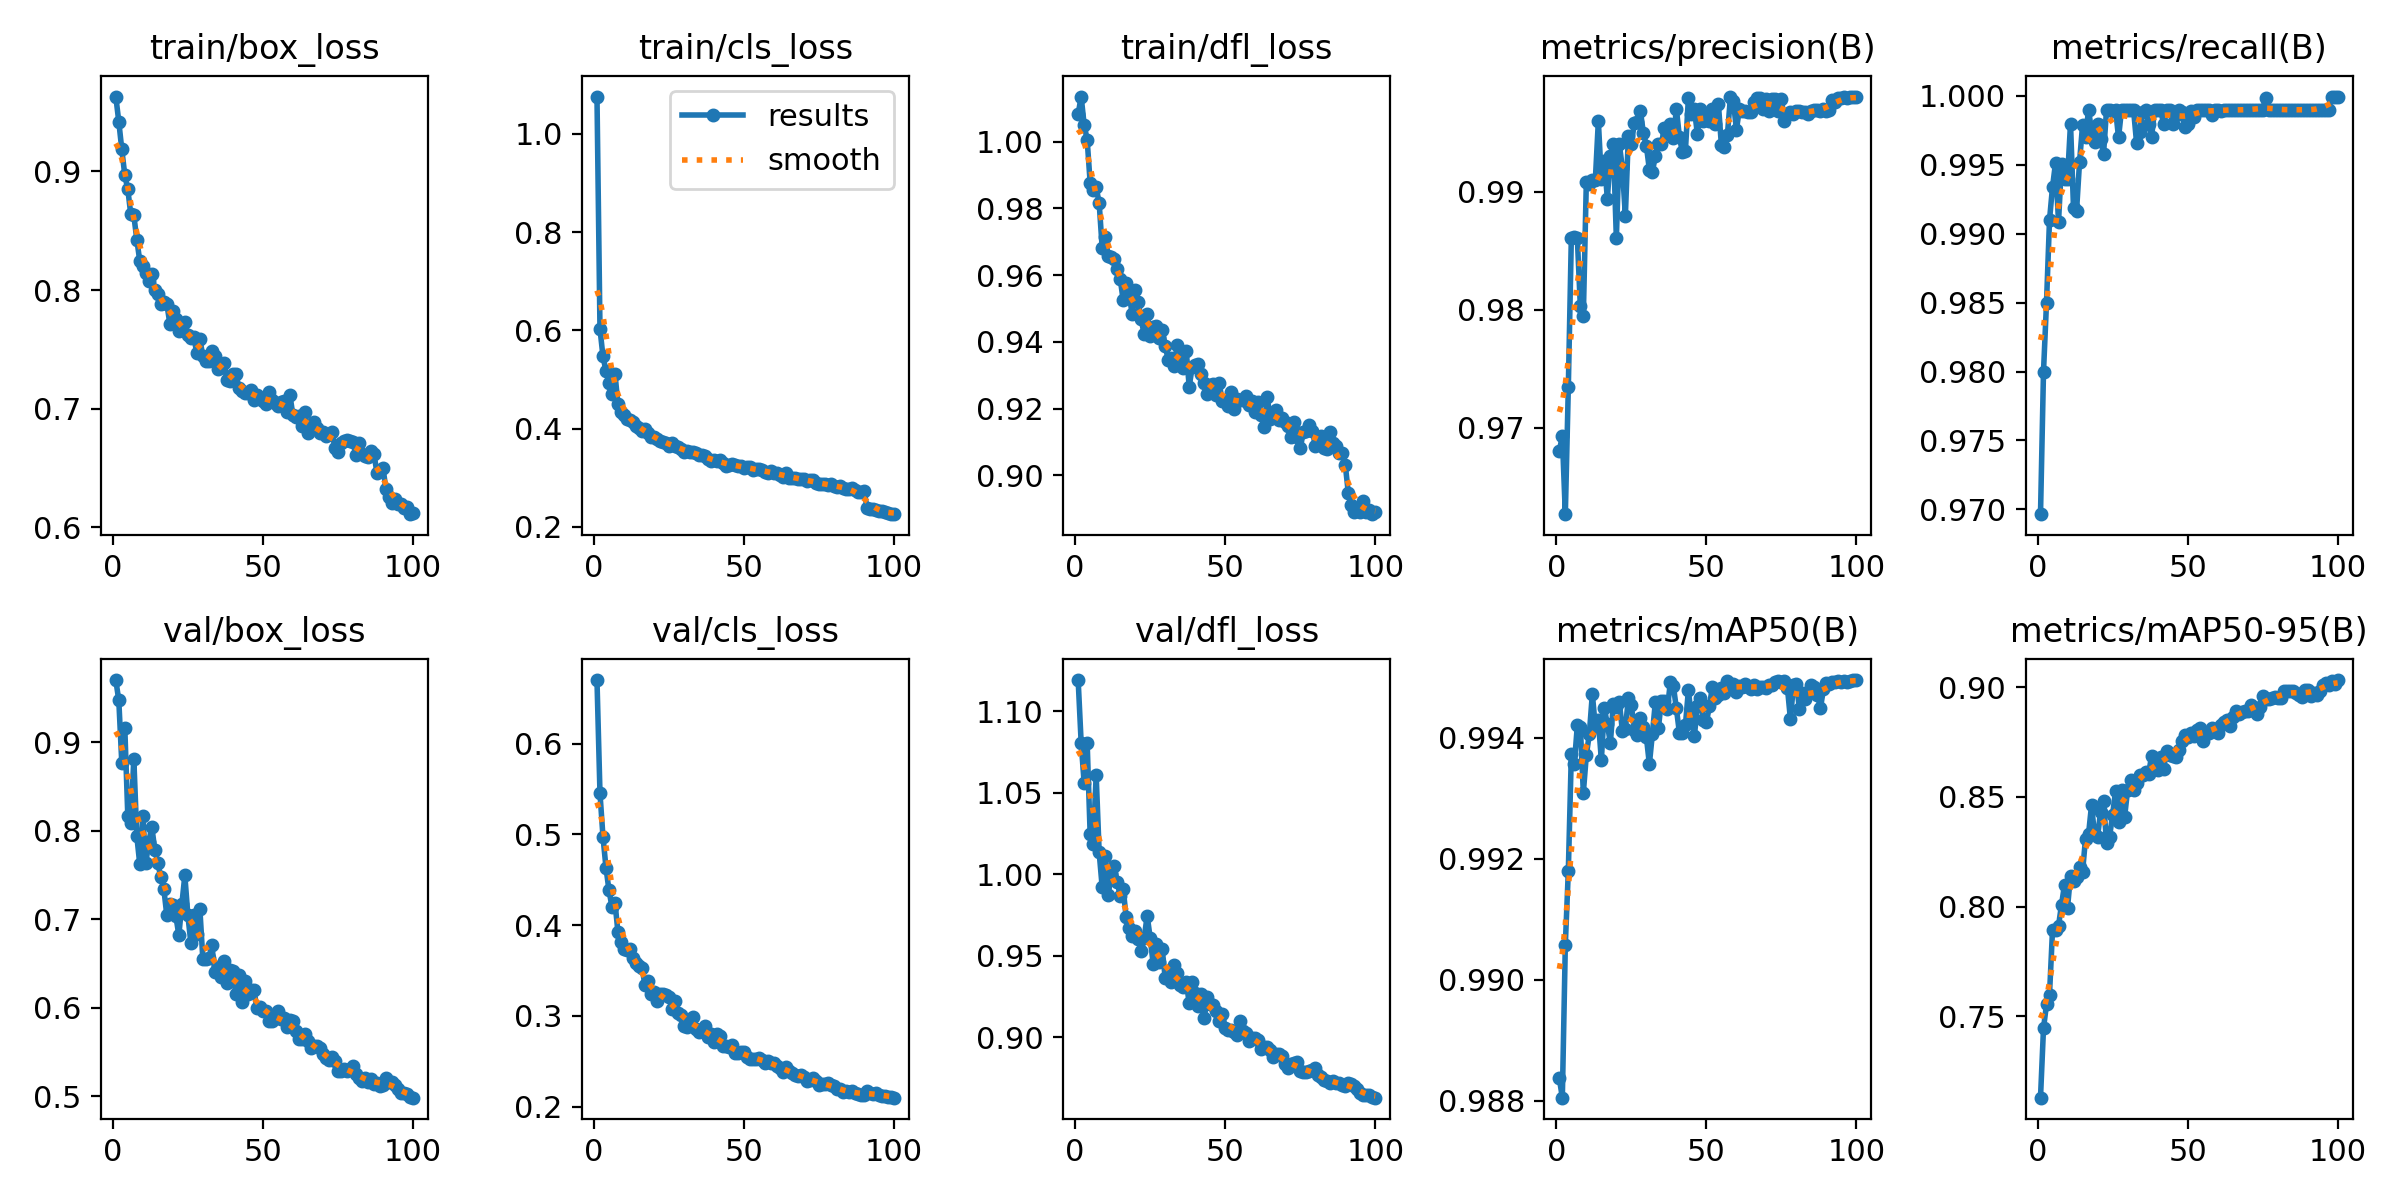 train/box_loss
0.9
0.8
0.7
0.6
0 50 100
train/cls_loss
results
smooth
1.0
0.8
0.6
0.4
0.2
0 50 100
train/dfl_loss
1.00
0.98
0.96
0.94
0.92
0.90
0 50 100
metrics/precision(B)
0.99
0.98
0.97
0 50 100
metrics/recall(B)
1.000
0.995
0.990
0.985
0.980
0.975
0.970
0 50 100
val/box_loss
0.9
0.8
0.7
0.6
0.5
0 50 100
val/cls_loss
0.6
0.5
0.4
0.3
0.2
0 50 100
val/dfl_loss
1.10
1.05
1.00
0.95
0.90
0 50 100
metrics/mAP50(B)
0.994
0.992
0.990
0.988
0 50 100
metrics/mAP50-95(B)
0.90
0.85
0.80
0.75
0 50 100